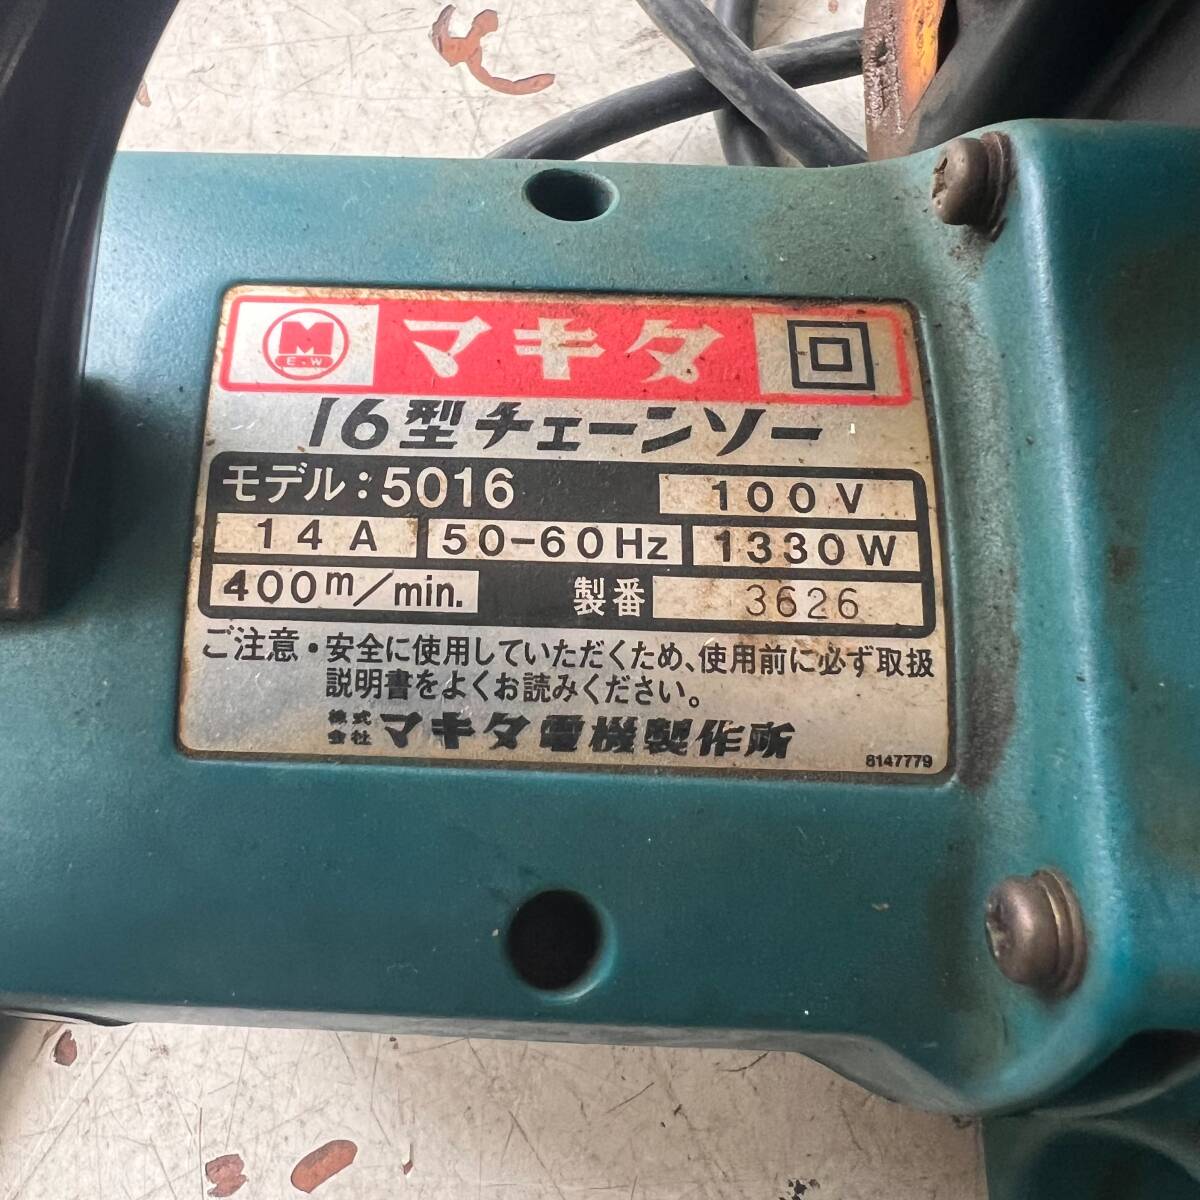 M
E.W
マキタ
16型チェーンソー
モデル:5016 100V
14A 50-60Hz 1330W
400m/min. 製番 3626
ご注意・安全に使用していただくため、使用前に必ず取扱
説明書をよくお読みください。
株式会社 マキタ電機製作所
8147779